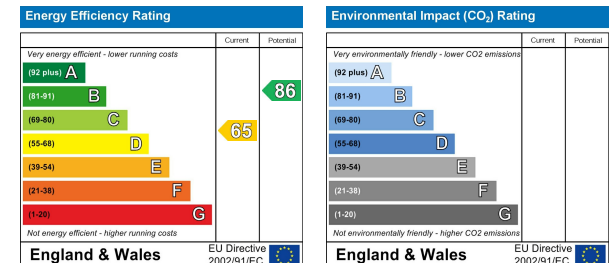 Energy Efficiency Rating
Current Potential
Very energy efficient - lower running costs
(92 plus) A
(81-91) B
86
(69-80) C
65
(55-68) D
(39-54) E
(21-38) F
(1-20) G
Not energy efficient - higher running costs
England & Wales
EU Directive
2002/91/EC
Environmental Impact (CO₂) Rating
Current Potential
Very environmentally friendly - lower CO2 emissions
(92 plus) A
(81-91) B
(69-80) C
(55-68) D
(39-54) E
(21-38) F
(1-20) G
Not environmentally friendly - higher CO2 emissions
England & Wales
EU Directive
2002/91/EC